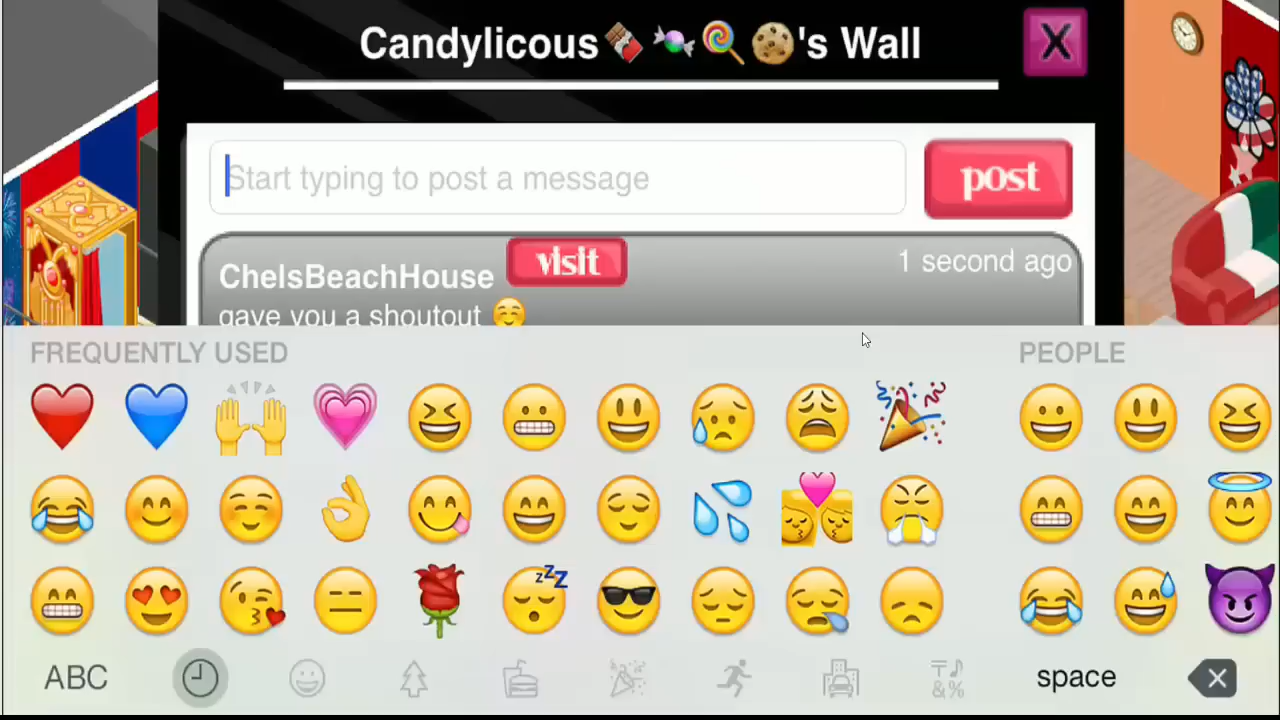 Candylicous🍫🍬🍭🍪's Wall
X
Start typing to post a message
post
ChelsBeachHouse
visit
1 second ago
gave you a shoutout ☺️
FREQUENTLY USED
PEOPLE
ABC
space